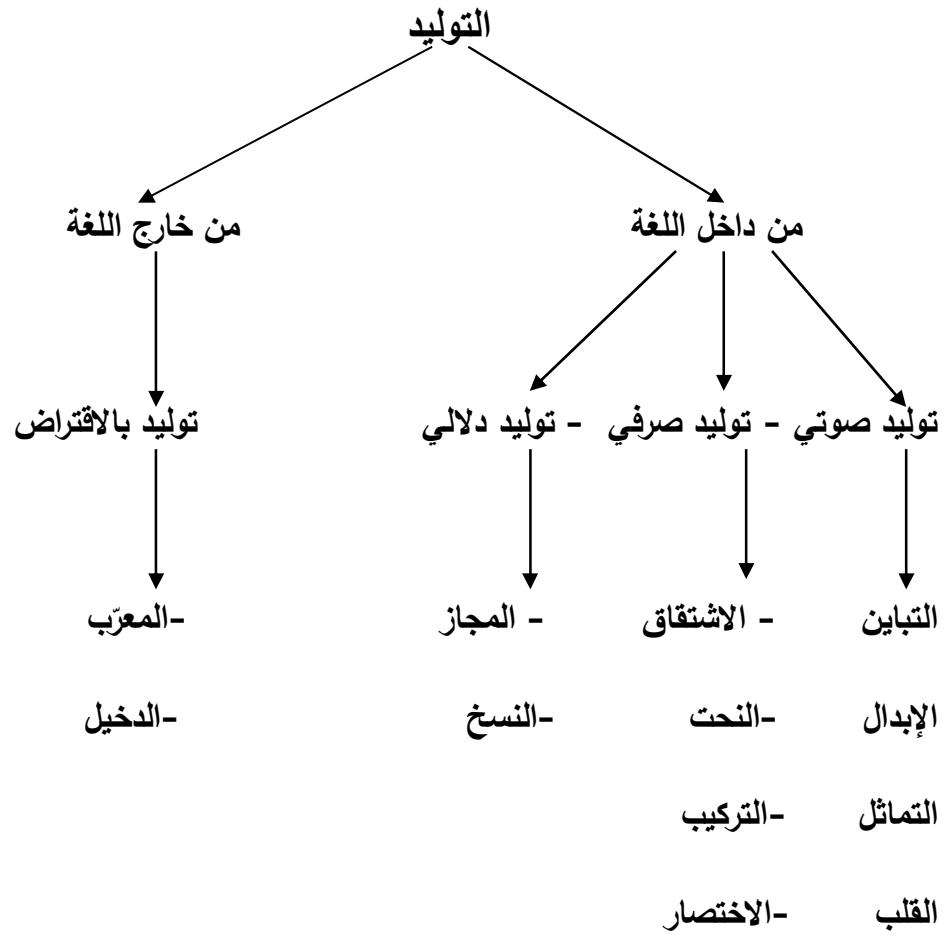 التوليد
من داخل اللغة من خارج اللغة
توليد صوتي - توليد صرفي - توليد دلالي توليد بالاقتراض
التباين - الاشتقاق - المجاز -المعرّب
الإبدال -النحت -النسخ -الدخيل
التماثل -التركيب
القلب -الاختصار